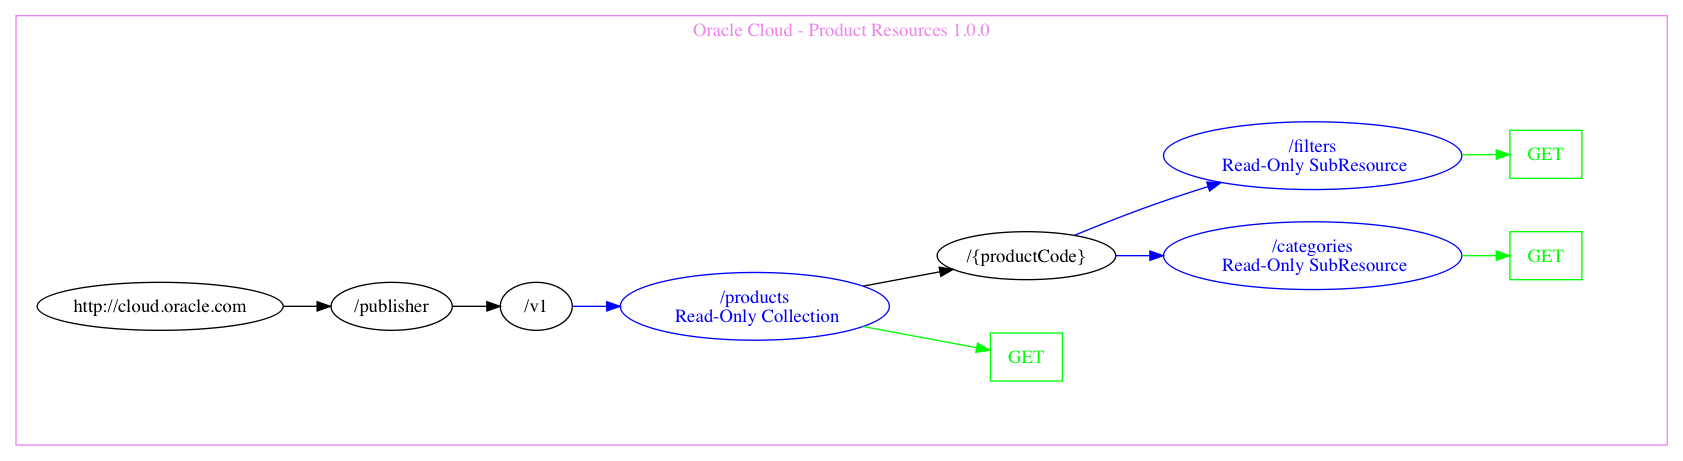 Oracle Cloud - Product Resources 1.0.0
http://cloud.oracle.com
/publisher
/v1
/products
Read-Only Collection
GET
/{productCode}
/filters
Read-Only SubResource
GET
/categories
Read-Only SubResource
GET